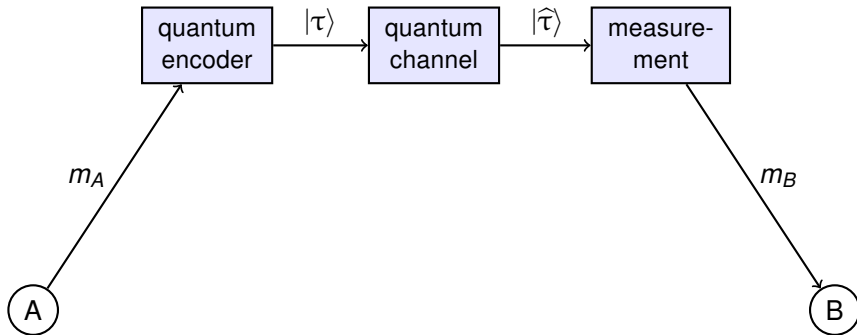 quantum
encoder
|τ⟩
quantum
channel
|τ̂⟩
measure-
ment
m_A
m_B
A
B